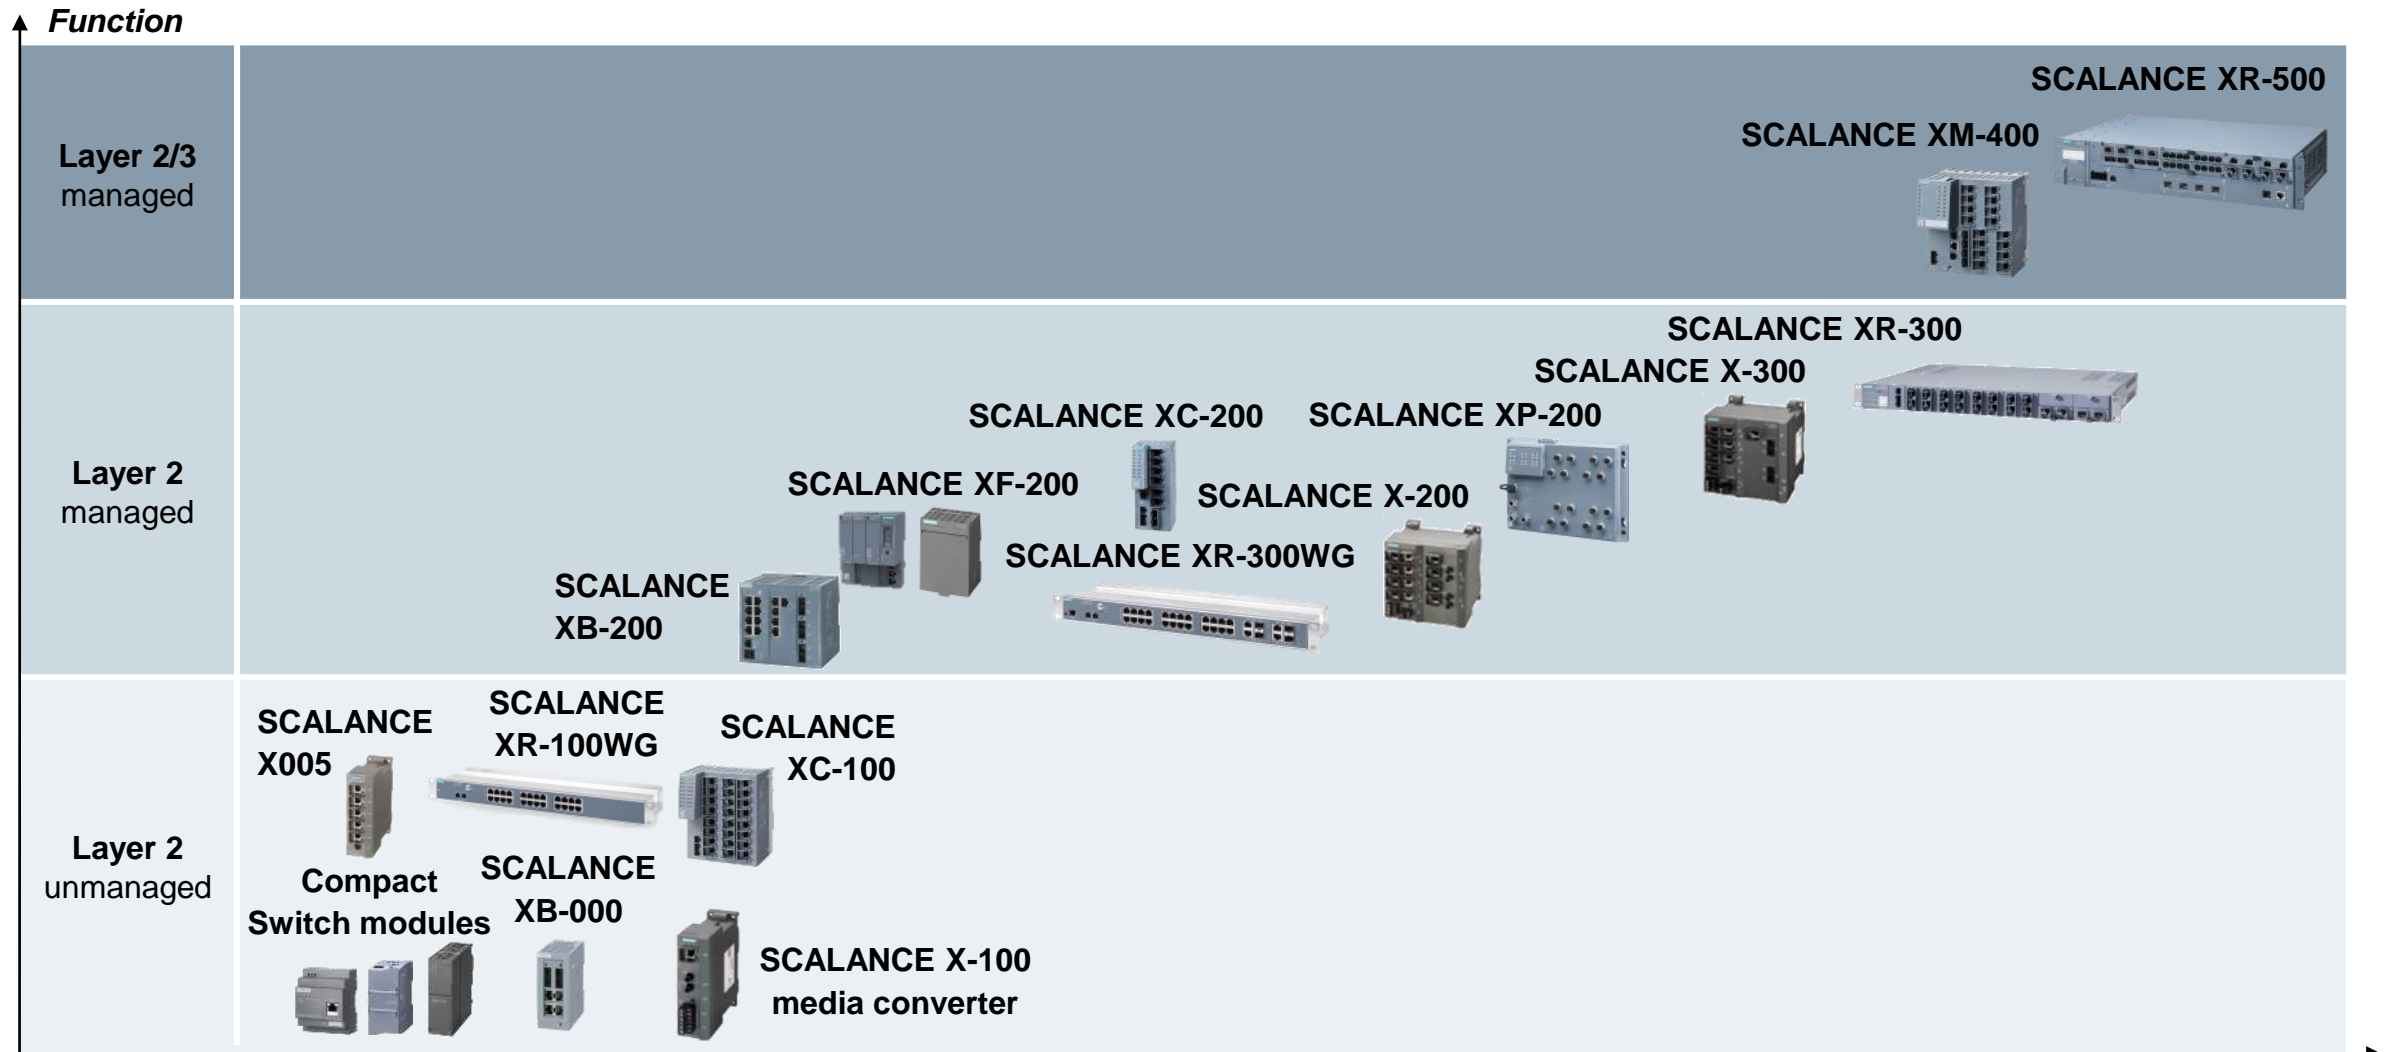 Function
Layer 2/3
managed
SCALANCE XR-500
SCALANCE XM-400
Layer 2
managed
SCALANCE XR-300
SCALANCE X-300
SCALANCE XC-200
SCALANCE XP-200
SCALANCE XF-200
SCALANCE X-200
SCALANCE XR-300WG
SCALANCE
XB-200
Layer 2
unmanaged
SCALANCE
X005
SCALANCE
XR-100WG
SCALANCE
XC-100
Compact
Switch modules
SCALANCE
XB-000
SCALANCE X-100
media converter